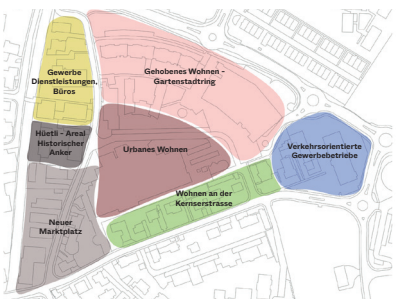 Gewerbe
Dienstleistungen,
Büros
Gehobenes Wohnen -
Gartenstadtring
Hüetli - Areal
Historischer
Anker
Urbanes Wohnen
Verkehrsorientierte
Gewerbebetriebe
Wohnen an der
Kernserstrasse
Neuer
Marktplatz